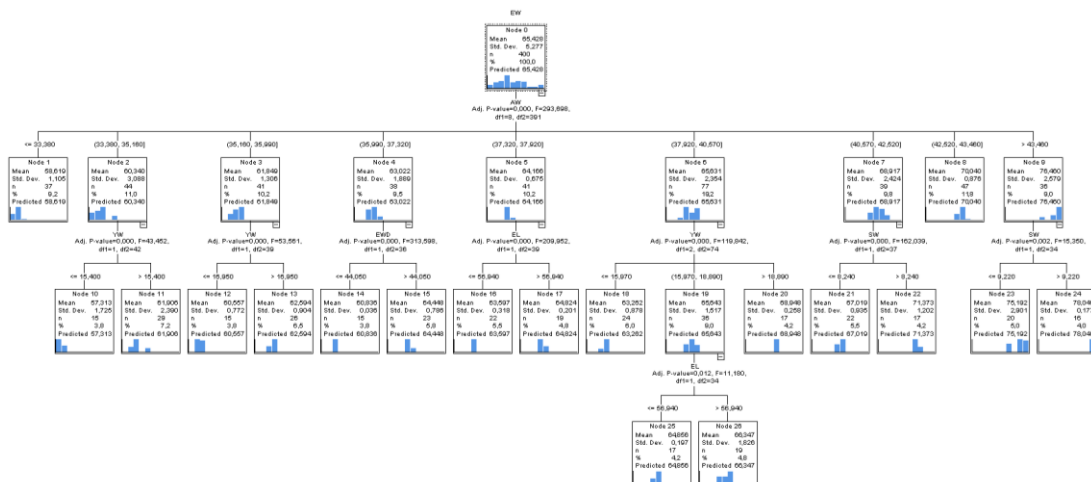 EW
Node 0
Mean 65,428
Std. Dev. 5,277
n 400
% 100,0
Predicted 65,428
AW
Adj. P-value=0,000, F=293,698,
df1=8, df2=391
<= 33,380
(33,380, 35,160]
(35,160, 35,990]
(35,990, 37,320]
(37,320, 37,920]
(37,920, 40,570]
(40,570, 42,520]
(42,520, 43,460]
> 43,460
Node 1
Mean 58,619
Std. Dev. 1,105
n 37
% 9,2
Predicted 58,619
Node 2
Mean 60,340
Std. Dev. 3,088
n 44
% 11,0
Predicted 60,340
Node 3
Mean 61,849
Std. Dev. 1,306
n 41
% 10,2
Predicted 61,849
Node 4
Mean 63,022
Std. Dev. 1,889
n 38
% 9,5
Predicted 63,022
Node 5
Mean 64,166
Std. Dev. 0,675
n 41
% 10,2
Predicted 64,166
Node 6
Mean 65,631
Std. Dev. 2,354
n 77
% 19,2
Predicted 65,631
Node 7
Mean 68,917
Std. Dev. 2,424
n 39
% 9,8
Predicted 68,917
Node 8
Mean 70,040
Std. Dev. 0,876
n 47
% 11,8
Predicted 70,040
Node 9
Mean 76,460
Std. Dev. 2,579
n 36
% 9,0
Predicted 76,460
YW
Adj. P-value=0,000, F=43,452,
df1=1, df2=42
YW
Adj. P-value=0,000, F=53,561,
df1=1, df2=39
EWD
Adj. P-value=0,000, F=313,598,
df1=1, df2=36
EL
Adj. P-value=0,000, F=209,952,
df1=1, df2=39
YW
Adj. P-value=0,000, F=119,942,
df1=2, df2=74
SW
Adj. P-value=0,000, F=162,039,
df1=1, df2=37
SW
Adj. P-value=0,002, F=15,350,
df1=1, df2=34
<= 15,400
> 15,400
<= 16,950
> 16,950
<= 44,050
> 44,050
<= 56,940
> 56,940
<= 15,970
(15,970, 18,890]
> 18,890
<= 8,240
> 8,240
<= 9,220
> 9,220
Node 10
Mean 57,313
Std. Dev. 1,725
n 15
% 3,8
Predicted 57,313
Node 11
Mean 61,906
Std. Dev. 2,390
n 29
% 7,2
Predicted 61,906
Node 12
Mean 60,557
Std. Dev. 0,772
n 15
% 3,8
Predicted 60,557
Node 13
Mean 62,594
Std. Dev. 0,904
n 26
% 6,5
Predicted 62,594
Node 14
Mean 60,836
Std. Dev. 0,036
n 15
% 3,8
Predicted 60,836
Node 15
Mean 64,448
Std. Dev. 0,786
n 23
% 5,8
Predicted 64,448
Node 16
Mean 63,597
Std. Dev. 0,318
n 22
% 5,5
Predicted 63,597
Node 17
Mean 64,824
Std. Dev. 0,201
n 19
% 4,8
Predicted 64,824
Node 18
Mean 63,262
Std. Dev. 0,878
n 24
% 6,0
Predicted 63,262
Node 19
Mean 65,643
Std. Dev. 1,517
n 36
% 9,0
Predicted 65,643
Node 20
Mean 68,948
Std. Dev. 0,258
n 17
% 4,2
Predicted 68,948
Node 21
Mean 67,019
Std. Dev. 0,935
n 22
% 5,5
Predicted 67,019
Node 22
Mean 71,373
Std. Dev. 1,202
n 17
% 4,2
Predicted 71,373
Node 23
Mean 75,192
Std. Dev. 2,931
n 20
% 5,0
Predicted 75,192
Node 24
Mean
Std. Dev.
n 16
% 4,0
Predicted
EL
Adj. P-value=0,012, F=11,180,
df1=1, df2=34
<= 56,940
> 56,940
Node 25
Mean 64,856
Std. Dev. 0,197
n 17
% 4,2
Predicted 64,856
Node 26
Mean 66,347
Std. Dev. 1,826
n 19
% 4,8
Predicted 66,347